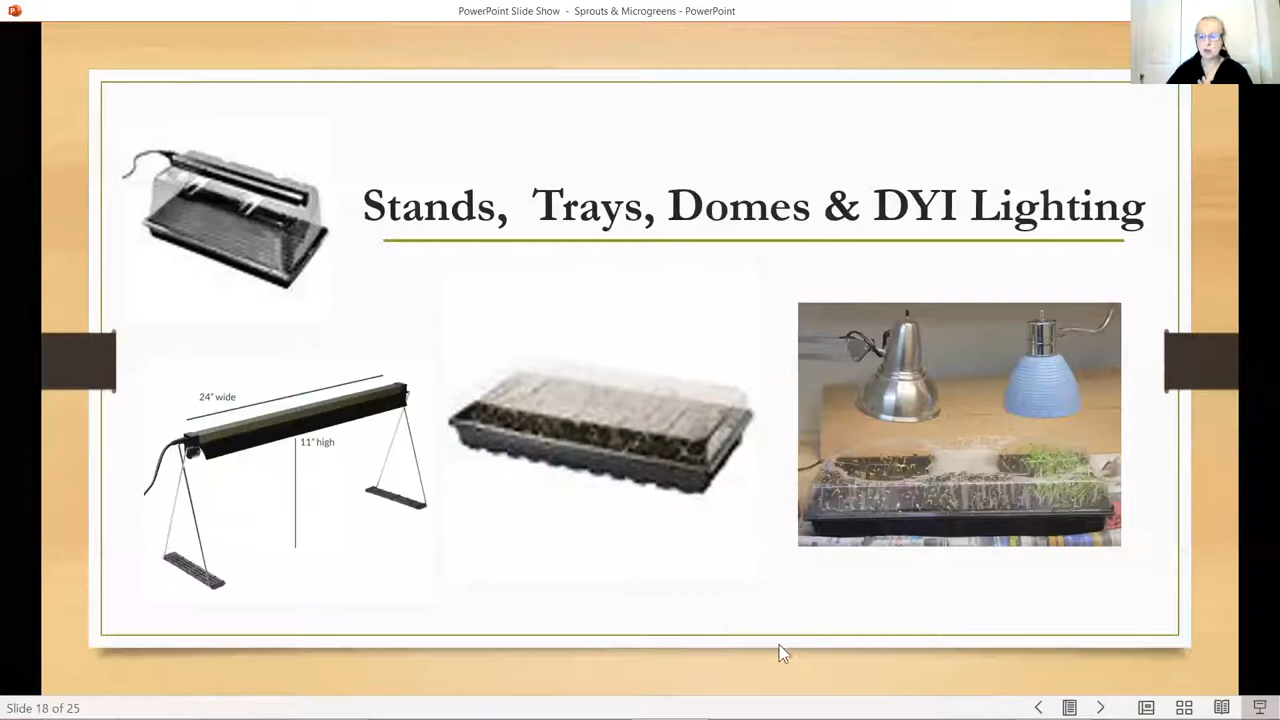 PowerPoint Slide Show - Sprouts & Microgreens - PowerPoint
Stands, Trays, Domes & DYI Lighting
24" wide
11" high
Slide 18 of 25